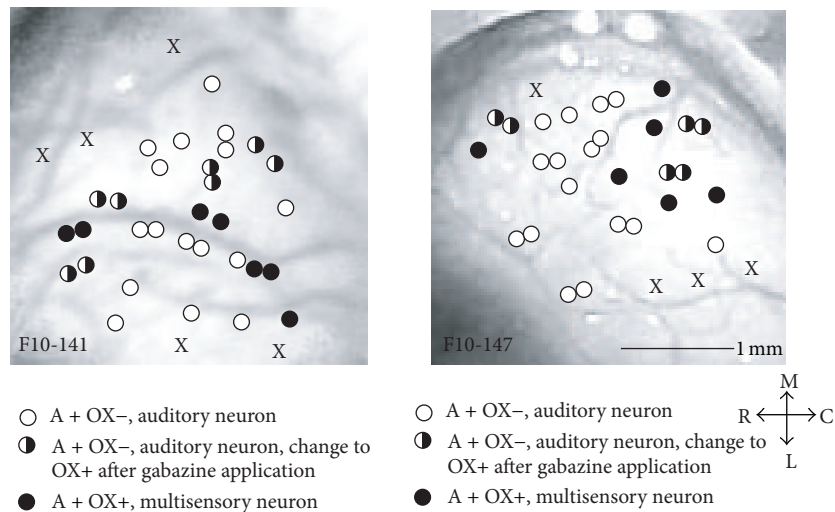 X
X
X
X
X
F10-141
X
X
X
X
F10-147
1 mm
A + OX−, auditory neuron
A + OX−, auditory neuron, change to
OX+ after gabazine application
A + OX+, multisensory neuron
A + OX−, auditory neuron
A + OX−, auditory neuron, change to
OX+ after gabazine application
A + OX+, multisensory neuron
M
R
C
L